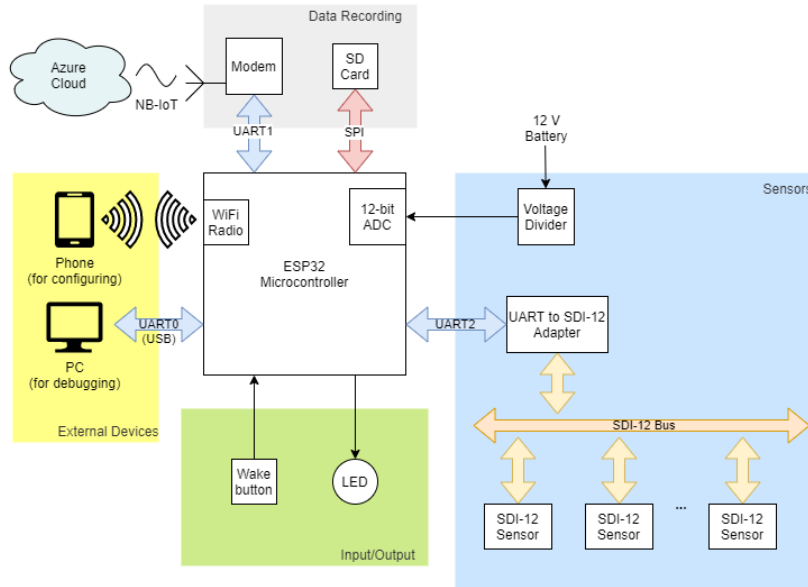 Data Recording
Azure
Cloud
NB-IoT
Modem
SD
Card
UART1
SPI
12 V
Battery
Sensors
WiFi
Radio
12-bit
ADC
Voltage
Divider
Phone
(for configuring)
ESP32
Microcontroller
UART0
(USB)
UART2
UART to SDI-12
Adapter
PC
(for debugging)
External Devices
SDI-12 Bus
Wake
button
LED
SDI-12
Sensor
SDI-12
Sensor
...
SDI-12
Sensor
Input/Output